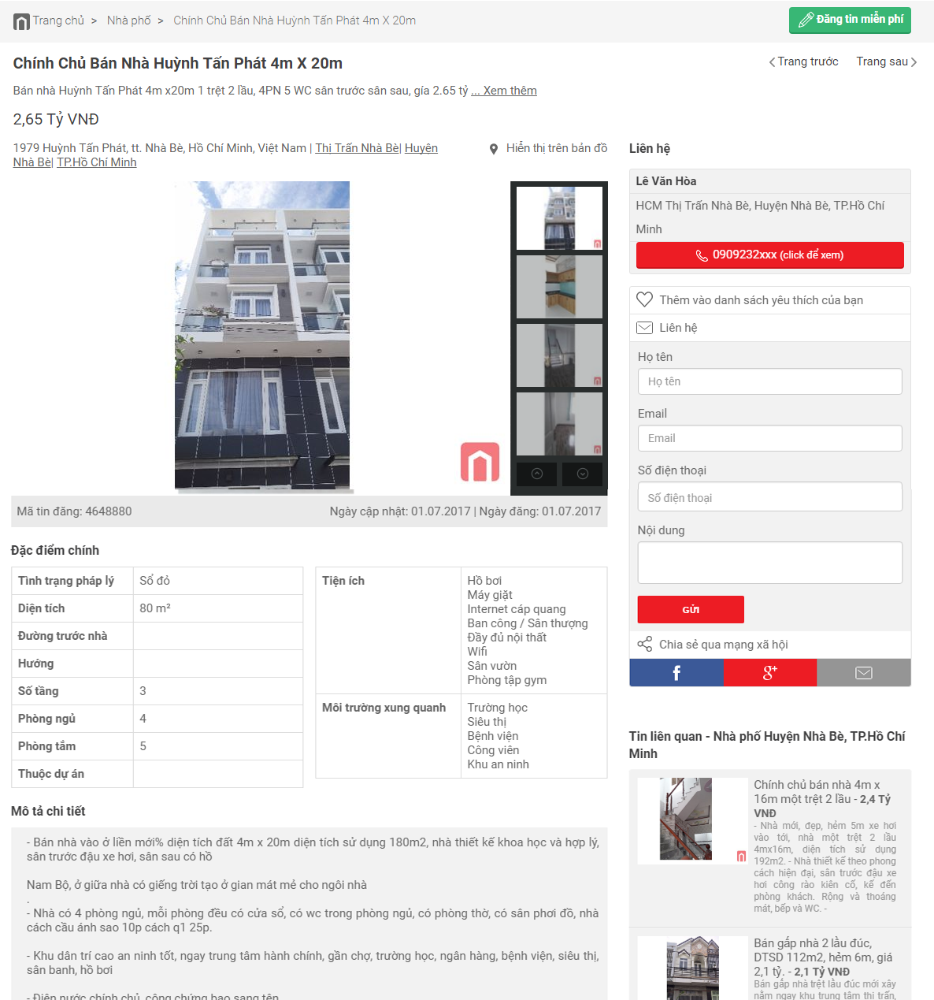 Trang chủ > Nhà phố > Chính Chủ Bán Nhà Huỳnh Tấn Phát 4m X 20m
Đăng tin miễn phí
Chính Chủ Bán Nhà Huỳnh Tấn Phát 4m X 20m
Trang trước Trang sau
Bán nhà Huỳnh Tấn Phát 4m x20m 1 trệt 2 lầu, 4PN 5 WC sân trước sân sau, gía 2.65 tỷ ... Xem thêm
2,65 Tỷ VNĐ
1979 Huỳnh Tấn Phát, tt. Nhà Bè, Hồ Chí Minh, Việt Nam | Thị Trấn Nhà Bè| Huyện
Nhà Bè| TP.Hồ Chí Minh
Hiển thị trên bản đồ
Mã tin đăng: 4648880
Ngày cập nhật: 01.07.2017 | Ngày đăng: 01.07.2017
Đặc điểm chính
Tình trạng pháp lý Sổ đỏ
Diện tích 80 m²
Đường trước nhà
Hướng
Số tầng 3
Phòng ngủ 4
Phòng tắm 5
Thuộc dự án
Tiện ích Hồ bơi
Máy giặt
Internet cáp quang
Ban công / Sân thượng
Đầy đủ nội thất
Wifi
Sân vườn
Phòng tập gym
Môi trường xung quanh Trường học
Siêu thị
Bệnh viện
Công viên
Khu an ninh
Mô tả chi tiết
- Bán nhà vào ở liền mới% diện tích đất 4m x 20m diện tích sử dụng 180m2, nhà thiết kế khoa học và hợp lý,
sân trước đậu xe hơi, sân sau có hồ
Nam Bộ, ở giữa nhà có giếng trời tạo ở gian mát mẻ cho ngôi nhà
.
- Nhà có 4 phòng ngủ, mỗi phòng đều có cửa sổ, có wc trong phòng ngủ, có phòng thờ, có sân phơi đồ, nhà
cách cầu ánh sao 10p cách q1 25p.
- Khu dân trí cao an ninh tốt, ngay trung tâm hành chính, gần chợ, trường học, ngân hàng, bệnh viện, siêu thị,
sân banh, hồ bơi
- Điện nước chính chủ, công chứng bao sang tên
Liên hệ
Lê Văn Hòa
HCM Thị Trấn Nhà Bè, Huyện Nhà Bè, TP.Hồ Chí
Minh
0909232xxx (click để xem)
Thêm vào danh sách yêu thích của bạn
Liên hệ
Họ tên
Họ tên
Email
Email
Số điện thoại
Số điện thoại
Nội dung
GỬI
Chia sẻ qua mạng xã hội
f g+
Tin liên quan - Nhà phố Huyện Nhà Bè, TP.Hồ Chí
Minh
Chính chủ bán nhà 4m x
16m một trệt 2 lầu - 2,4 Tỷ
VNĐ
- Nhà mới, đẹp, hẻm 5m xe hơi
vào tới, nhà một trệt 2 lầu
4mx16m, diện tích sử dụng
192m2. - Nhà thiết kế theo phong
cách hiện đại, sân trước đậu xe
hơi công rào kiên cố, kế đến
phòng khách. Rộng và thoáng
mát, bếp và WC. -
Bán gấp nhà 2 lầu đúc,
DTSD 112m2, hẻm 6m, giá
2,1 tỷ. - 2,1 Tỷ VNĐ
Bán gấp nhà trệt lầu đúc mới xây
nằm ngay khu trung tâm thị trấn,